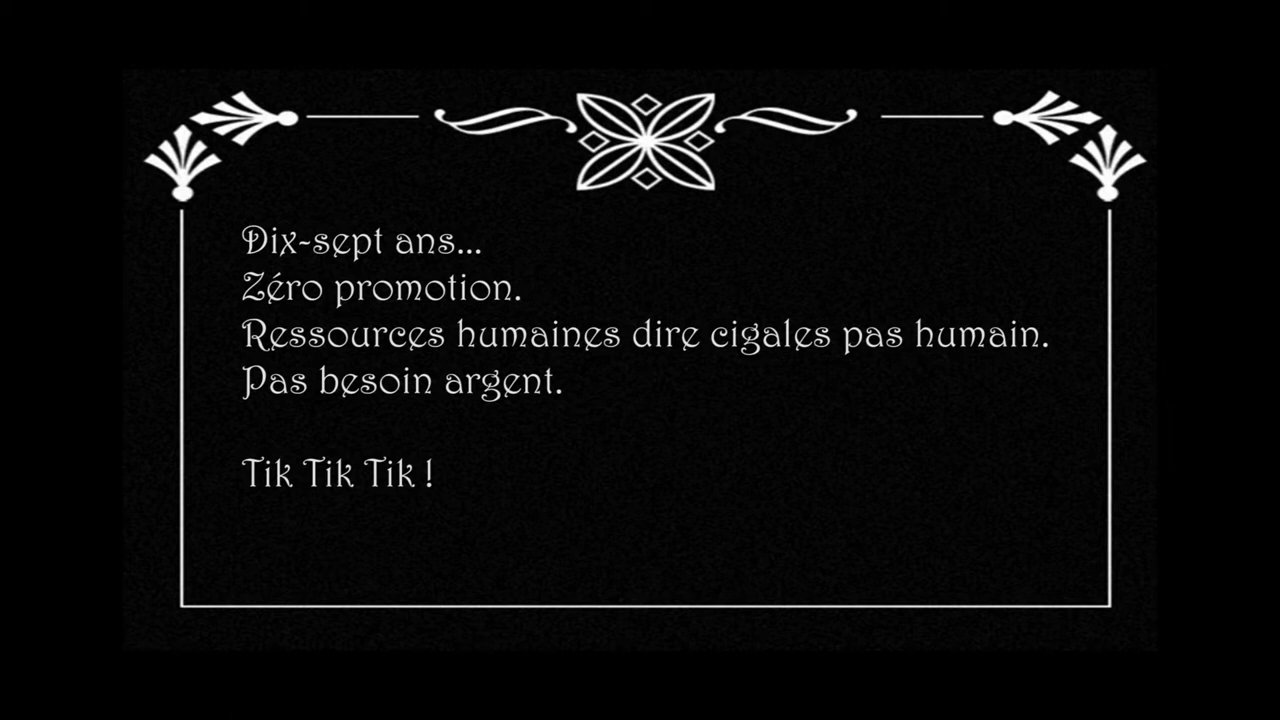 Dix-sept ans...
Zéro promotion.
Ressources humaines dire cigales pas humain.
Pas besoin argent.
Tik Tik Tik !